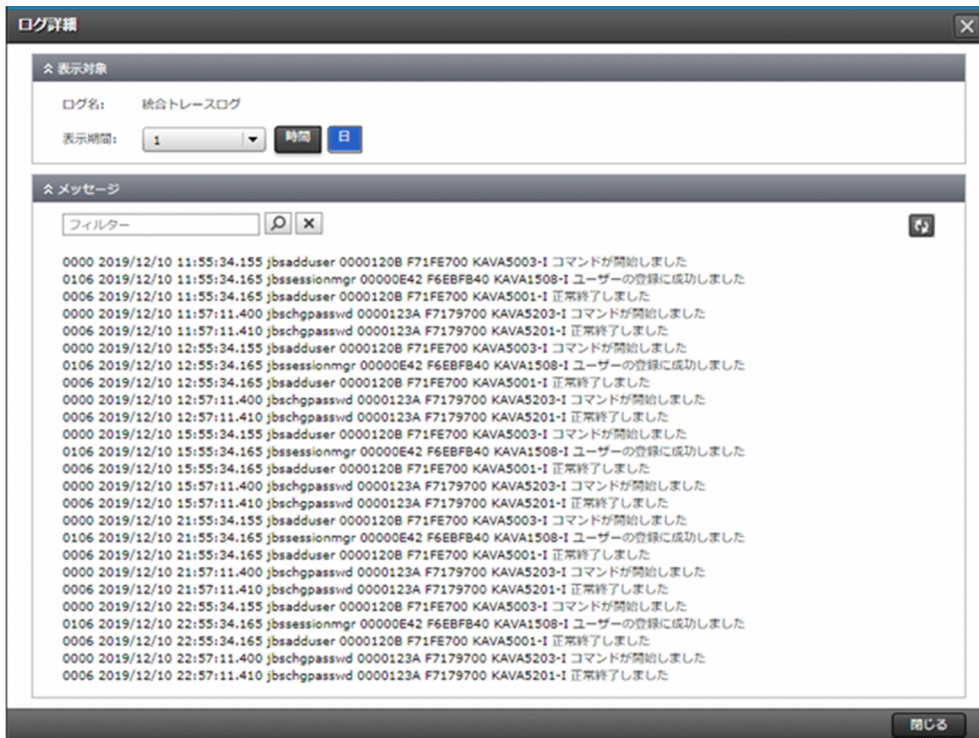 ログ詳細
表示対象
ログ名: 統合トレースログ
表示期間: 1 時間 日
メッセージ
フィルター
0000 2019/12/10 11:55:34.155 jbsadduser 0000120B F71FE700 KAVA5003-I コマンドが開始しました
0106 2019/12/10 11:55:34.165 jbssessionmgr 00000E42 F6EBFB40 KAVA1508-I ユーザーの登録に成功しました
0006 2019/12/10 11:55:34.165 jbsadduser 0000120B F71FE700 KAVA5001-I 正常終了しました
0000 2019/12/10 11:57:11.400 jbschgpasswd 0000123A F7179700 KAVA5203-I コマンドが開始しました
0006 2019/12/10 11:57:11.410 jbschgpasswd 0000123A F7179700 KAVA5201-I 正常終了しました
0000 2019/12/10 12:55:34.155 jbsadduser 0000120B F71FE700 KAVA5003-I コマンドが開始しました
0106 2019/12/10 12:55:34.165 jbssessionmgr 00000E42 F6EBFB40 KAVA1508-I ユーザーの登録に成功しました
0006 2019/12/10 12:55:34.165 jbsadduser 0000120B F71FE700 KAVA5001-I 正常終了しました
0000 2019/12/10 12:57:11.400 jbschgpasswd 0000123A F7179700 KAVA5203-I コマンドが開始しました
0006 2019/12/10 12:57:11.410 jbschgpasswd 0000123A F7179700 KAVA5201-I 正常終了しました
0000 2019/12/10 15:55:34.155 jbsadduser 0000120B F71FE700 KAVA5003-I コマンドが開始しました
0106 2019/12/10 15:55:34.165 jbssessionmgr 00000E42 F6EBFB40 KAVA1508-I ユーザーの登録に成功しました
0006 2019/12/10 15:55:34.165 jbsadduser 0000120B F71FE700 KAVA5001-I 正常終了しました
0000 2019/12/10 15:57:11.400 jbschgpasswd 0000123A F7179700 KAVA5203-I コマンドが開始しました
0006 2019/12/10 15:57:11.410 jbschgpasswd 0000123A F7179700 KAVA5201-I 正常終了しました
0000 2019/12/10 21:55:34.155 jbsadduser 0000120B F71FE700 KAVA5003-I コマンドが開始しました
0106 2019/12/10 21:55:34.165 jbssessionmgr 00000E42 F6EBFB40 KAVA1508-I ユーザーの登録に成功しました
0006 2019/12/10 21:55:34.165 jbsadduser 0000120B F71FE700 KAVA5001-I 正常終了しました
0000 2019/12/10 21:57:11.400 jbschgpasswd 0000123A F7179700 KAVA5203-I コマンドが開始しました
0006 2019/12/10 21:57:11.410 jbschgpasswd 0000123A F7179700 KAVA5201-I 正常終了しました
0000 2019/12/10 22:55:34.155 jbsadduser 0000120B F71FE700 KAVA5003-I コマンドが開始しました
0106 2019/12/10 22:55:34.165 jbssessionmgr 00000E42 F6EBFB40 KAVA1508-I ユーザーの登録に成功しました
0006 2019/12/10 22:55:34.165 jbsadduser 0000120B F71FE700 KAVA5001-I 正常終了しました
0000 2019/12/10 22:57:11.400 jbschgpasswd 0000123A F7179700 KAVA5203-I コマンドが開始しました
0006 2019/12/10 22:57:11.410 jbschgpasswd 0000123A F7179700 KAVA5201-I 正常終了しました
閉じる